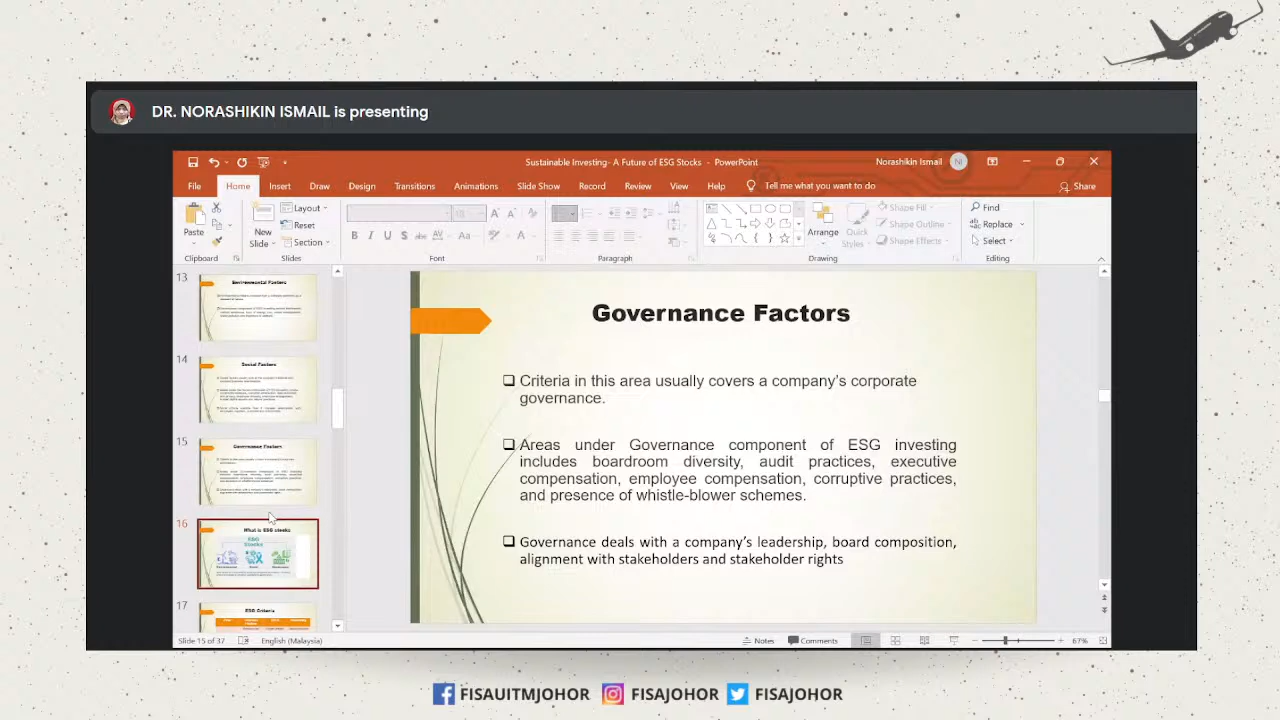 DR. NORASHIKIN ISMAIL is presenting
Sustainable Investing- A Future of ESG Stocks - PowerPoint
Norashikin Ismail
NI
File Home Insert Draw Design Transitions Animations Slide Show Record Review View Help Tell me what you want to do
Share
Paste
New
Slide
Layout
Reset
Section
Arrange
Quick
Styles
Shape Fill
Shape Outline
Shape Effects
Find
Replace
Select
Clipboard Slides Font Paragraph Drawing Editing
13
Environmental Factors
14
Social Factors
15
Governance Factors
16
What is ESG stocks
ESG
Stocks
17
ESG Criteria
Governance Factors
Criteria in this area usually covers a company's corporate
governance.
Areas under Governance component of ESG investing
includes boardroom diversity, audit practices, executive
compensation, employee compensation, corruptive practices
and presence of whistle-blower schemes.
Governance deals with a company's leadership, board composition,
alignment with stakeholders and stakeholder rights
Slide 15 of 37 English (Malaysia) Notes Comments 67%
FISAUITMJOHOR FISAJOHOR FISAJOHOR